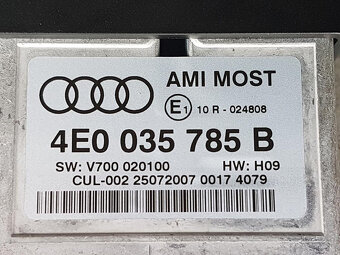 AMI MOST
E1 10 R - 024808
4E0 035 785 B
SW: V700 020100 HW: H09
CUL-002 25072007 0017 4079